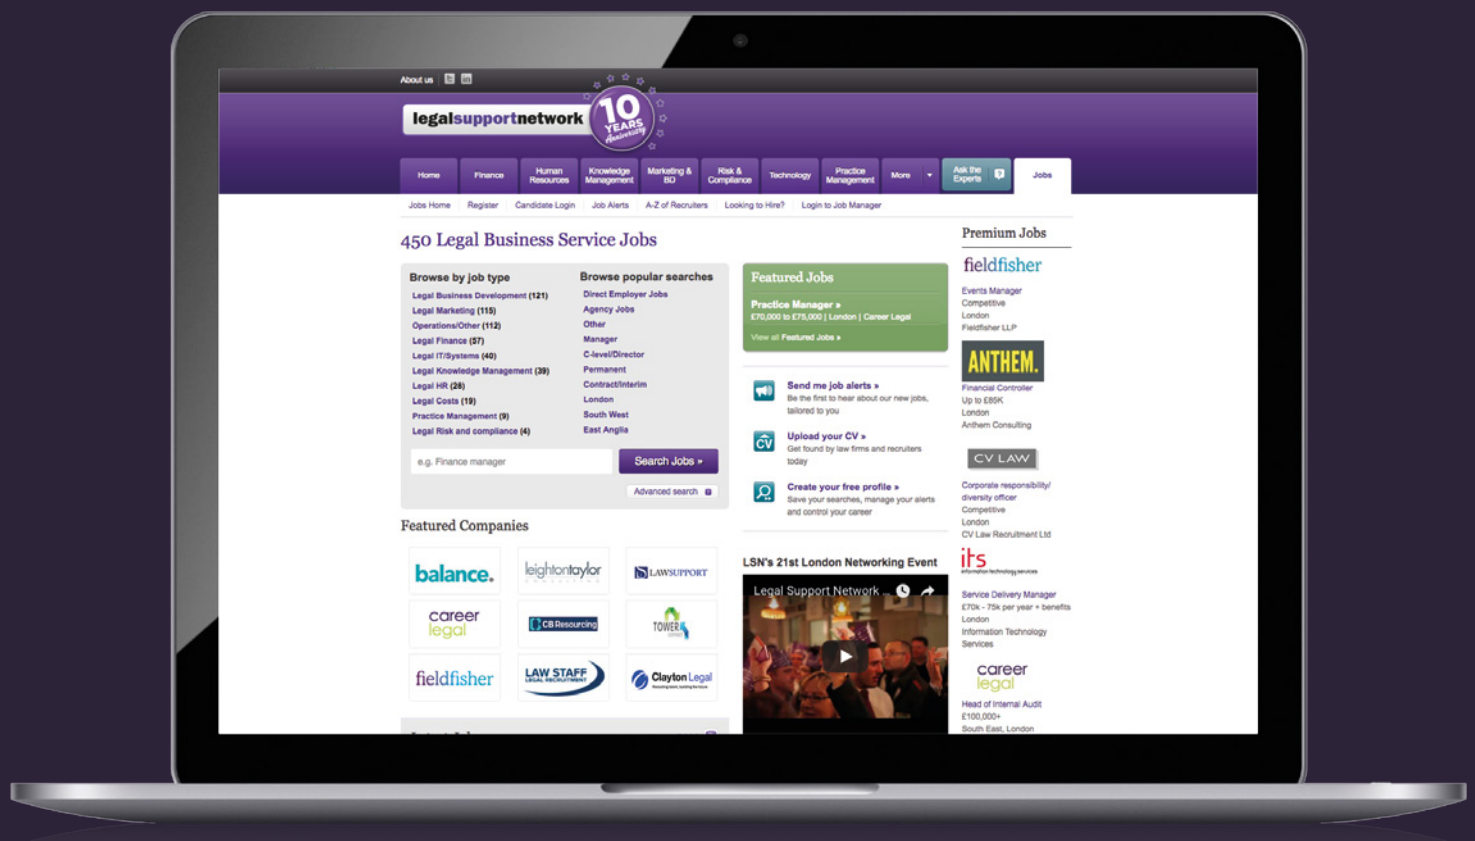 About us
legalsupportnetwork
10
YEARS
Anniversary
Home
Finance
Human
Resources
Knowledge
Management
Marketing &
BD
Risk &
Compliance
Technology
Practice
Management
More
Ask the
Experts
Jobs
Jobs Home
Register
Candidate Login
Job Alerts
A-Z of Recruiters
Looking to Hire?
Login to Job Manager
450 Legal Business Service Jobs
Browse by job type
Legal Business Development (121)
Legal Marketing (115)
Operations/Other (112)
Legal Finance (57)
Legal IT/Systems (40)
Legal Knowledge Management (39)
Legal HR (28)
Legal Costs (19)
Practice Management (9)
Legal Risk and compliance (4)
Browse popular searches
Direct Employer Jobs
Agency Jobs
Other
Manager
C-level/Director
Permanent
Contract/Interim
London
South West
East Anglia
e.g. Finance manager
Search Jobs »
Advanced search
Featured Companies
balance.
leightontaylor
CONSULTING
LAWSUPPORT
career
legal
CB Resourcing
TOWER
fieldfisher
LAW STAFF
LEGAL RECRUITMENT
Clayton Legal
Featured Jobs
Practice Manager »
£70,000 to £75,000 | London | Career Legal
View all Featured Jobs »
Send me job alerts »
Be the first to hear about our new jobs,
tailored to you
CV
Upload your CV »
Get found by law firms and recruiters
today
Create your free profile »
Save your searches, manage your alerts
and control your career
LSN's 21st London Networking Event
Legal Support Network ...
Premium Jobs
fieldfisher
Events Manager
Competitive
London
Fieldfisher LLP
ANTHEM.
Financial Controller
Up to £85K
London
Anthem Consulting
CV LAW
Corporate responsibility/
diversity officer
Competitive
London
CV Law Recruitment Ltd
its
information technology services
Service Delivery Manager
£70k - 75k per year + benefits
London
Information Technology
Services
career
legal
Head of Internal Audit
£100,000+
South East, London